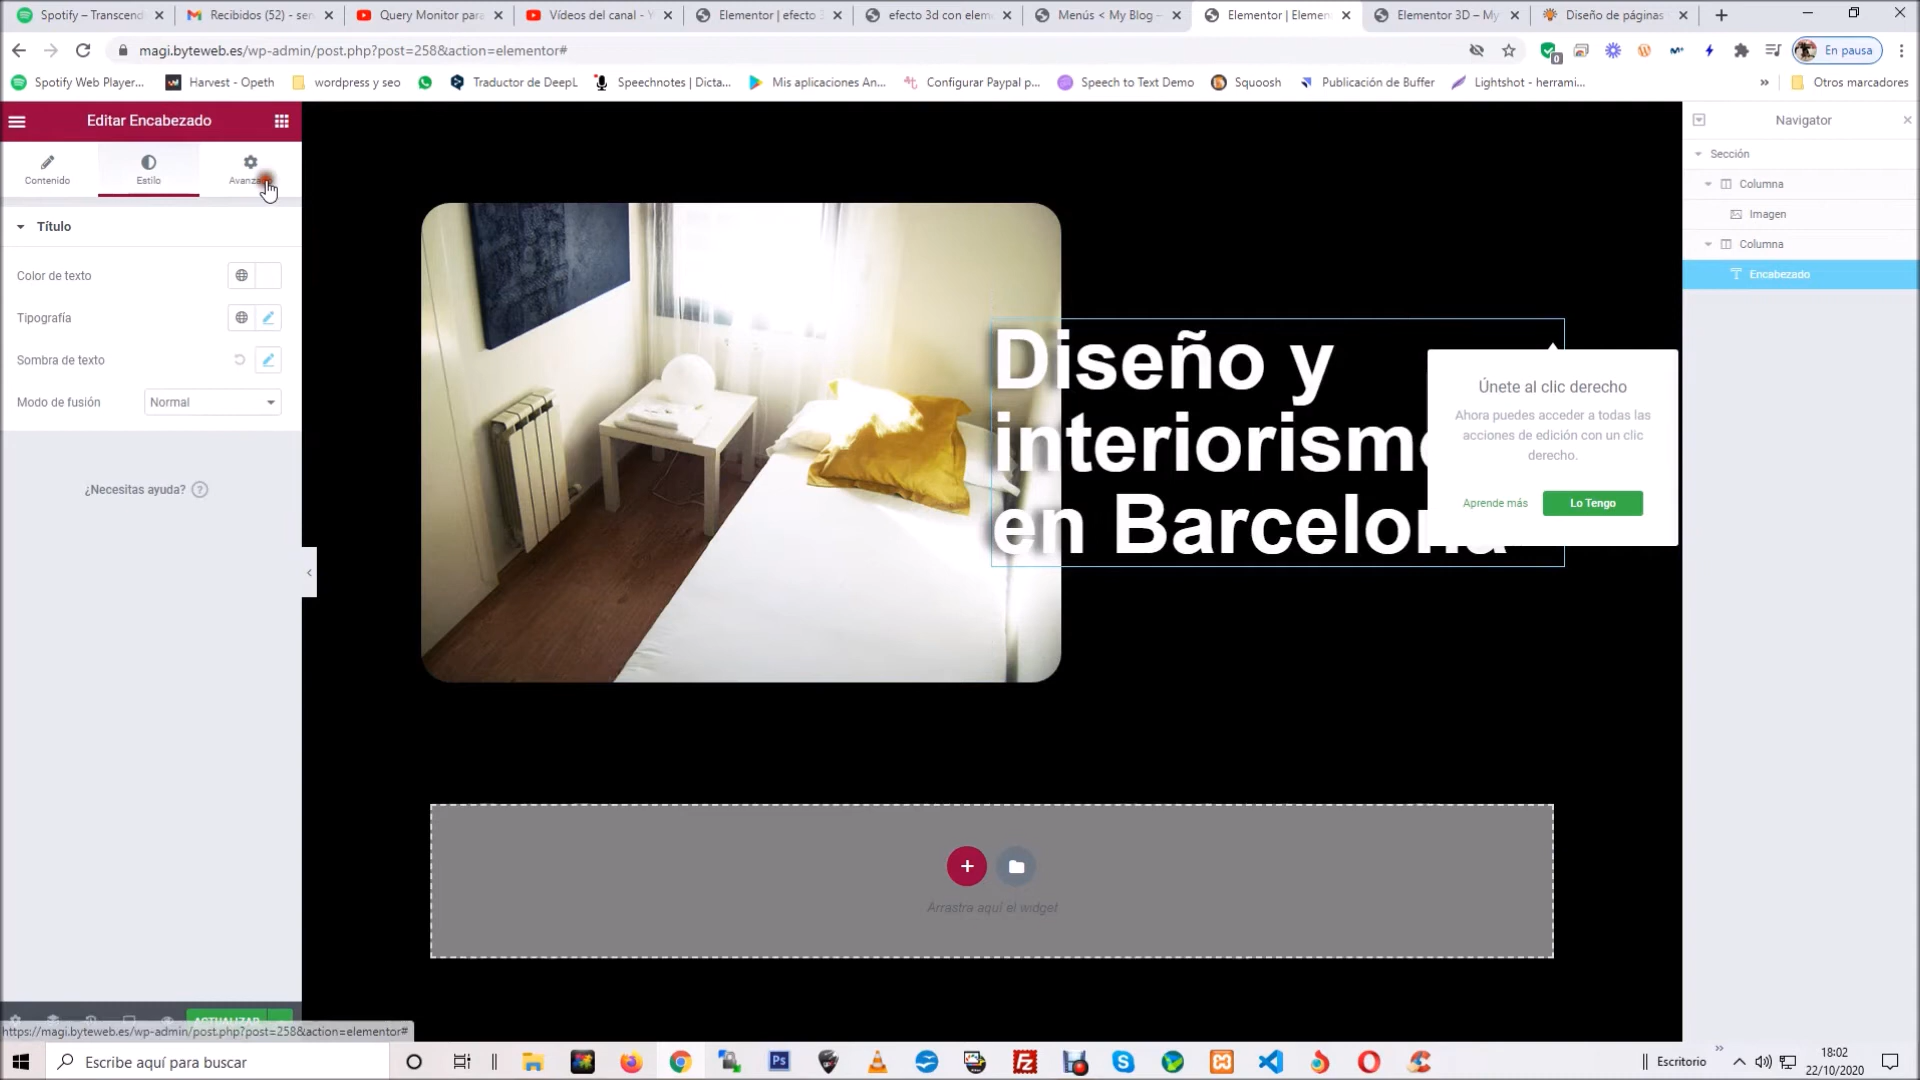 Spotify – Transcend
Recibidos (52) - ser
Query Monitor para
Vídeos del canal - Y
Elementor | efecto 3
efecto 3d con elem
Menús < My Blog —
Elementor | Elemen
Elementor 3D – My
Diseño de páginas
magi.byteweb.es/wp-admin/post.php?post=258&action=elementor#
0
En pausa
Spotify Web Player...
Harvest - Opeth
wordpress y seo
Traductor de DeepL
Speechnotes | Dicta...
Mis aplicaciones An...
Configurar Paypal p...
Speech to Text Demo
Squoosh
Publicación de Buffer
Lightshot - herrami...
»
Otros marcadores
Editar Encabezado
Contenido
Estilo
Título
Color de texto
Tipografía
Sombra de texto
Modo de fusión
Normal
¿Necesitas ayuda?
ACTUALIZAR
https://magi.byteweb.es/wp-admin/post.php?post=258&action=elementor#
Diseño y
en
Únete al clic derecho
Ahora puedes acceder a todas las
acciones de edición con un clic
derecho.
Aprende más
Lo Tengo
Arrastra aquí el widget
Navigator
Sección
Columna
Imagen
Columna
Encabezado
Escribe aquí para buscar
Escritorio
»
18:02
22/10/2020